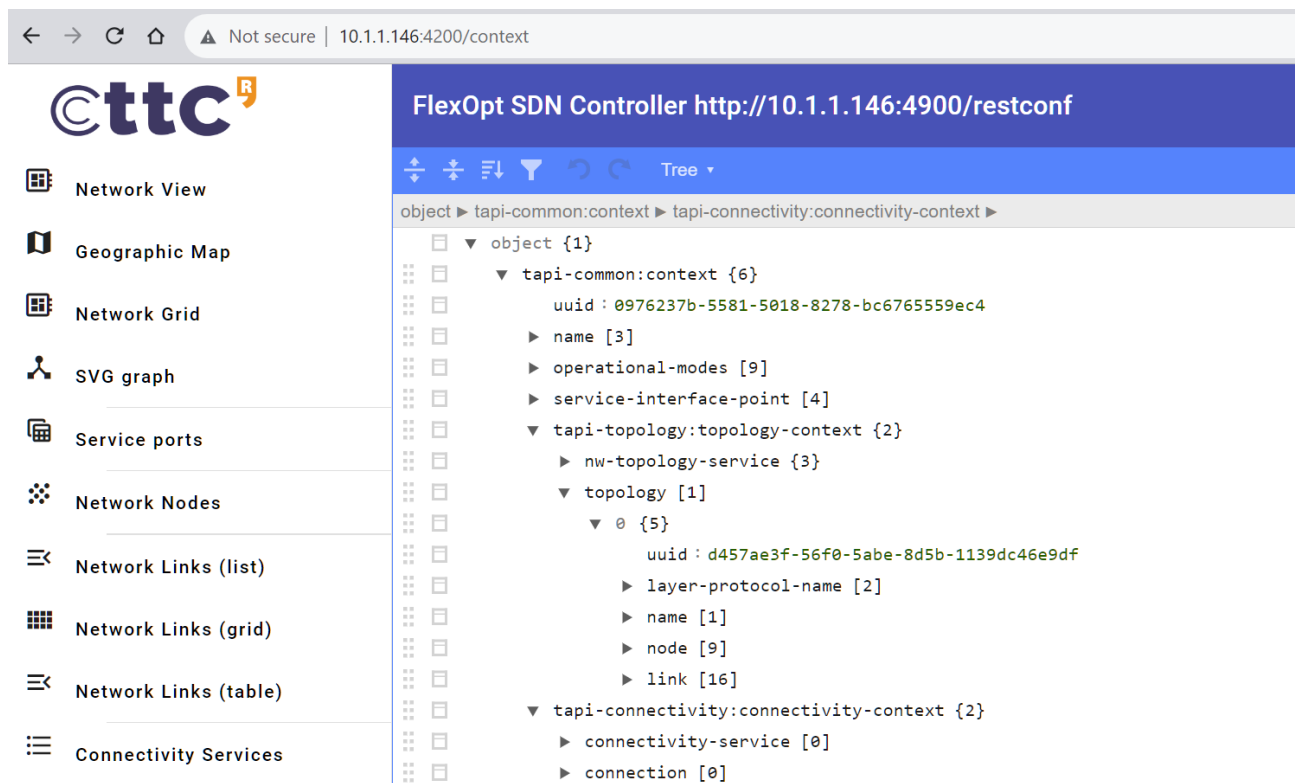 Not secure | 10.1.1.146:4200/context
cttc R
FlexOpt SDN Controller http://10.1.1.146:4900/restconf
Tree ▾
object ► tapi-common:context ► tapi-connectivity:connectivity-context ►
Network View
Geographic Map
Network Grid
SVG graph
Service ports
Network Nodes
Network Links (list)
Network Links (grid)
Network Links (table)
Connectivity Services
▼ object {1}
▼ tapi-common:context {6}
uuid : 0976237b-5581-5018-8278-bc6765559ec4
► name [3]
► operational-modes [9]
► service-interface-point [4]
▼ tapi-topology:topology-context {2}
► nw-topology-service {3}
▼ topology [1]
▼ 0 {5}
uuid : d457ae3f-56f0-5abe-8d5b-1139dc46e9df
► layer-protocol-name [2]
► name [1]
► node [9]
► link [16]
▼ tapi-connectivity:connectivity-context {2}
► connectivity-service [0]
► connection [0]